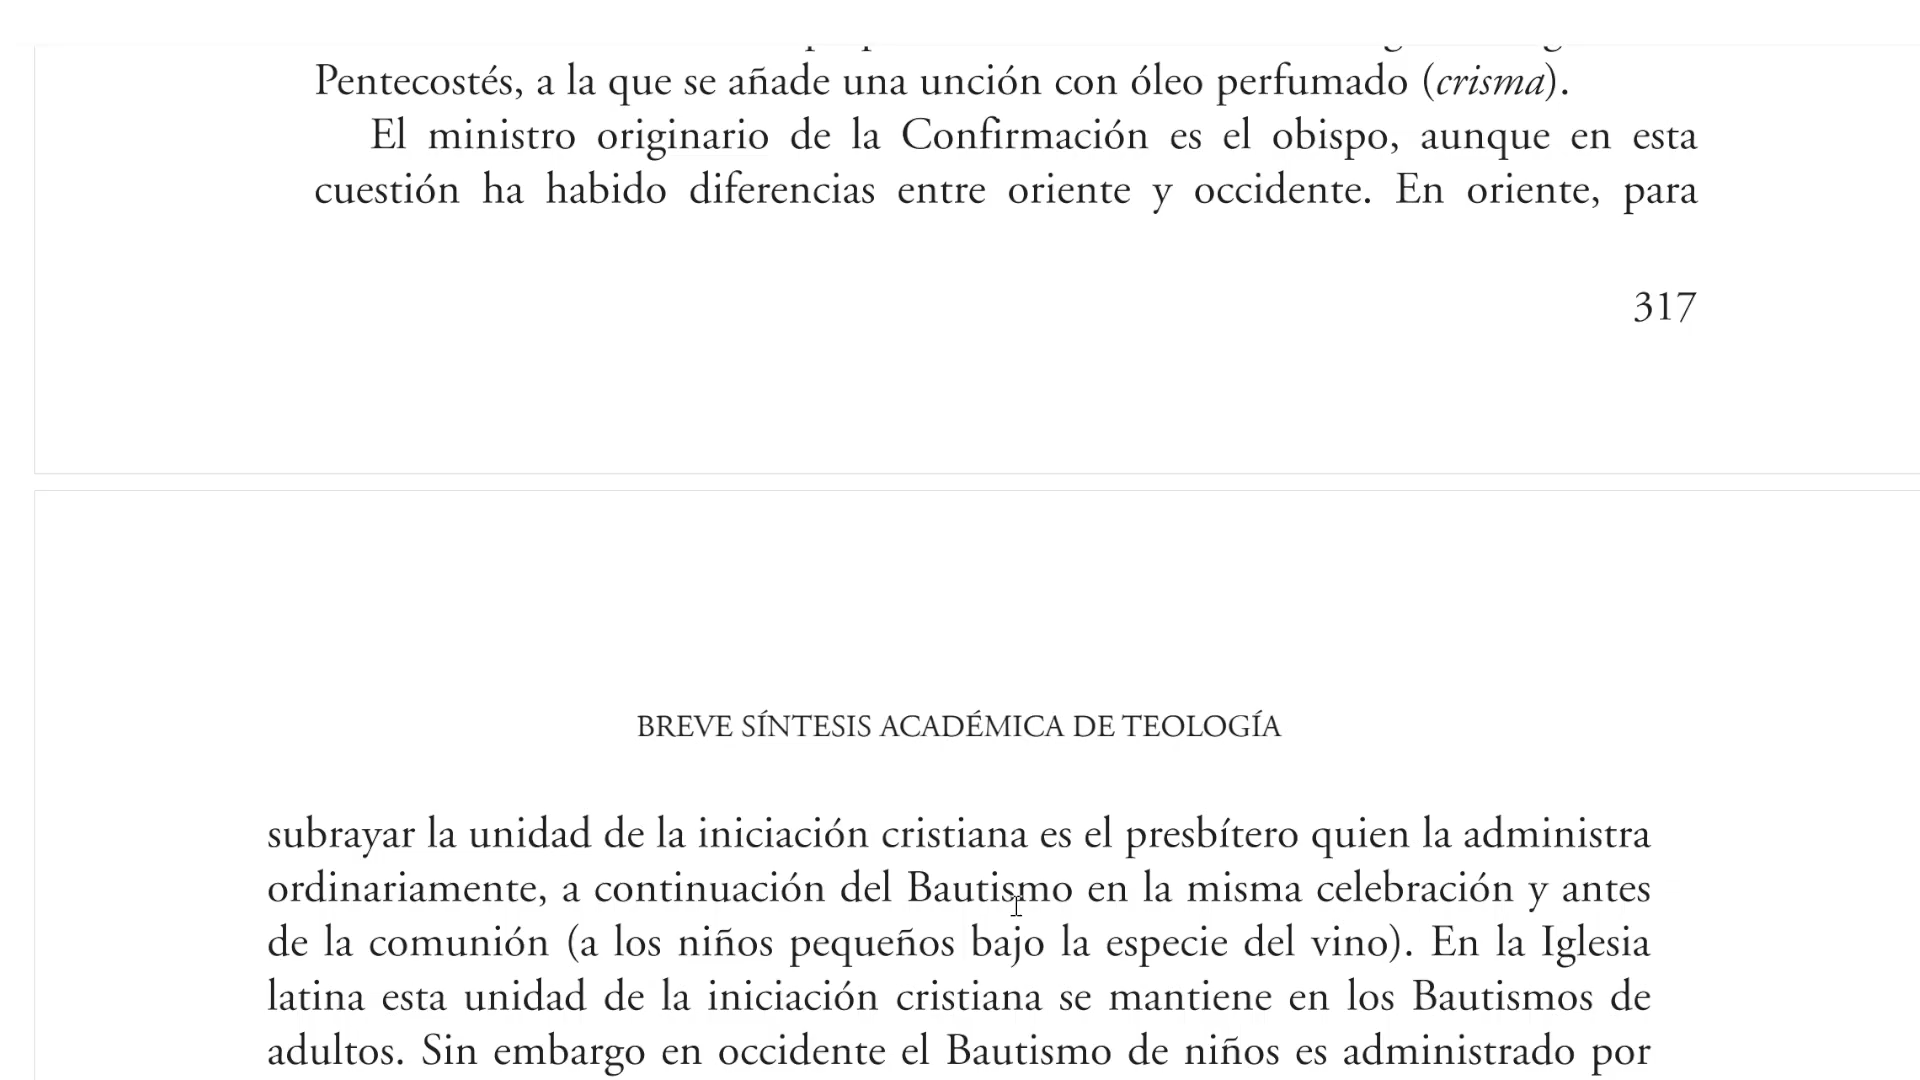 Pentecostés, a la que se añade una unción con óleo perfumado (crisma).
El ministro originario de la Confirmación es el obispo, aunque en esta
cuestión ha habido diferencias entre oriente y occidente. En oriente, para
317
BREVE SÍNTESIS ACADÉMICA DE TEOLOGÍA
subrayar la unidad de la iniciación cristiana es el presbítero quien la administra
ordinariamente, a continuación del Bautismo en la misma celebración y antes
de la comunión (a los niños pequeños bajo la especie del vino). En la Iglesia
latina esta unidad de la iniciación cristiana se mantiene en los Bautismos de
adultos. Sin embargo en occidente el Bautismo de niños es administrado por